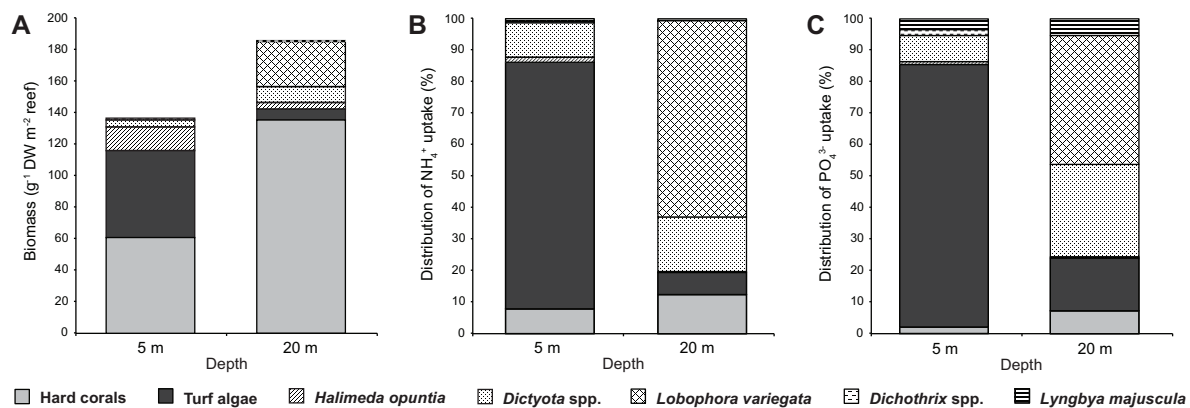 A
Biomass (g⁻¹ DW m⁻² reef)
200
180
160
140
120
100
80
60
40
20
0
5 m
20 m
Depth
B
Distribution of NH₄⁺ uptake (%)
100
90
80
70
60
50
40
30
20
10
0
5 m
20 m
Depth
C
Distribution of PO₄³⁻ uptake (%)
100
90
80
70
60
50
40
30
20
10
0
5 m
20 m
Depth
Hard corals Turf algae Halimeda opuntia Dictyota spp. Lobophora variegata Dichothrix spp. Lyngbya majuscula